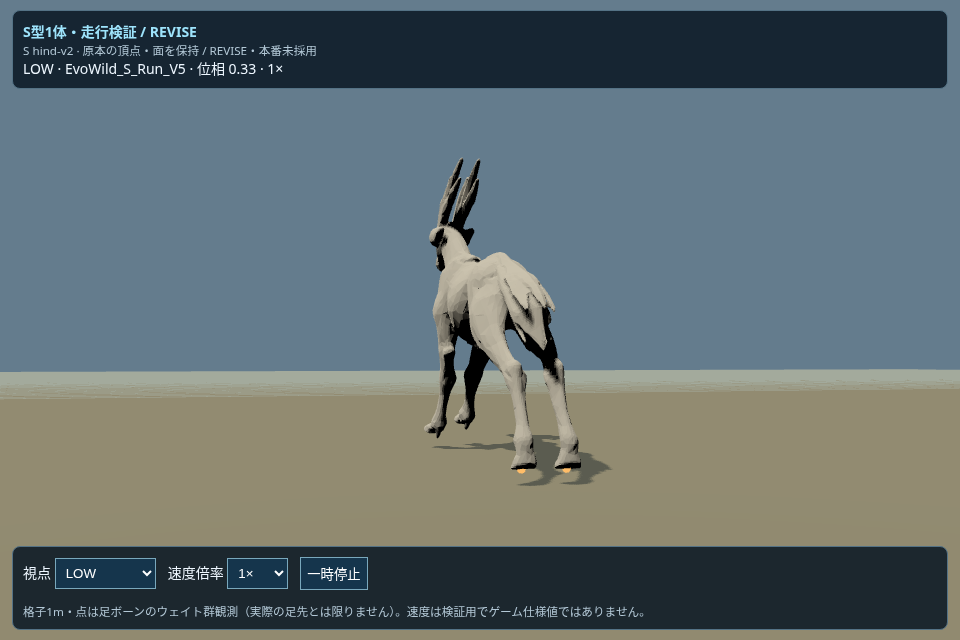 S型1体・走行検証 / REVISE
S hind-v2 · 原本の頂点・面を保持 / REVISE・本番未採用
LOW · EvoWild_S_Run_V5 · 位相 0.33 · 1×
視点 LOW 速度倍率 1× 一時停止
格子1m・点は足ボーンのウェイト群観測（実際の足先とは限りません）。速度は検証用でゲーム仕様値ではありません。